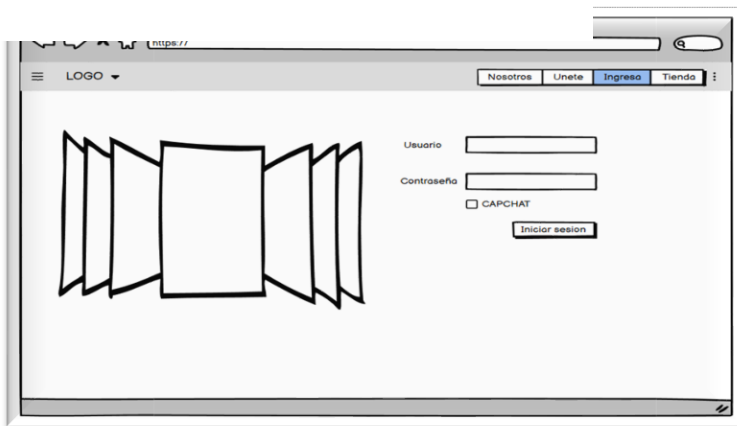 https://
LOGO
Nosotros Unete Ingresa Tienda
Usuario
Contraseña
CAPCHAT
Iniciar sesion